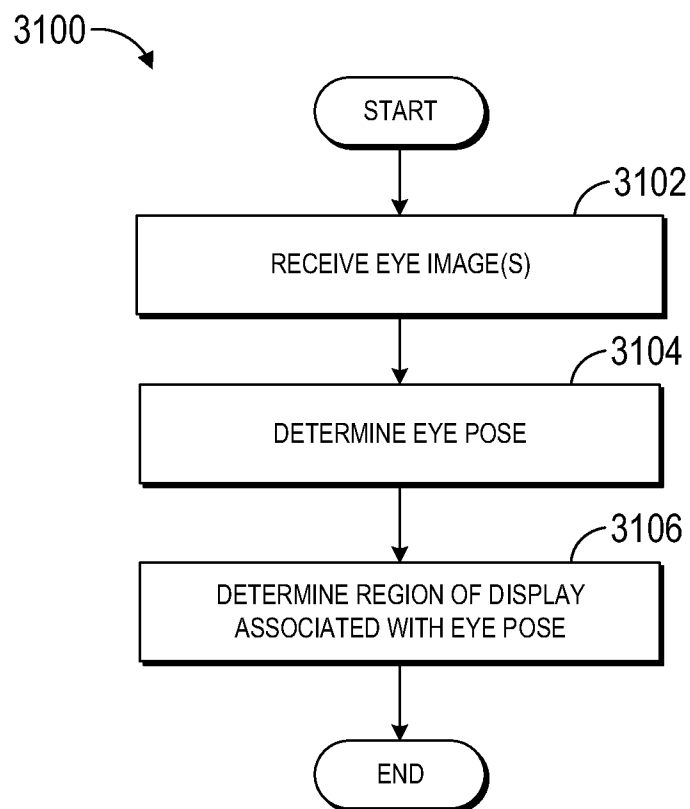 3100
START
3102
RECEIVE EYE IMAGE(S)
3104
DETERMINE EYE POSE
3106
DETERMINE REGION OF DISPLAY
ASSOCIATED WITH EYE POSE
END